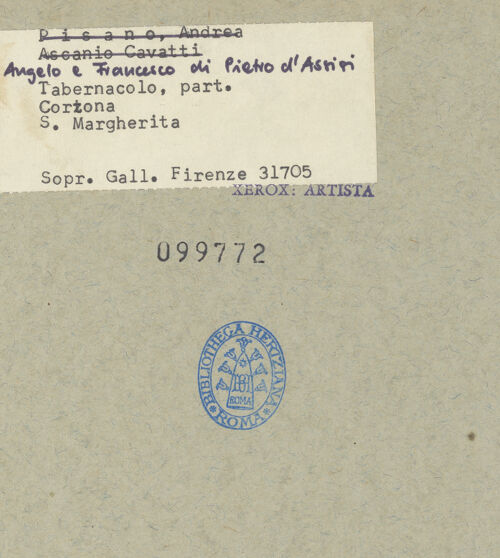 P i s a n o, Andrea
Ascanio Cavatti
Angelo e Francesco di Pietro d'Assisi
Tabernacolo, part.
Cortona
S. Margherita
Sopr. Gall. Firenze 31705
XEROX: ARTISTA
099772
BIBLIOTHECA HERTZIANA
ROMA
* ROMA *